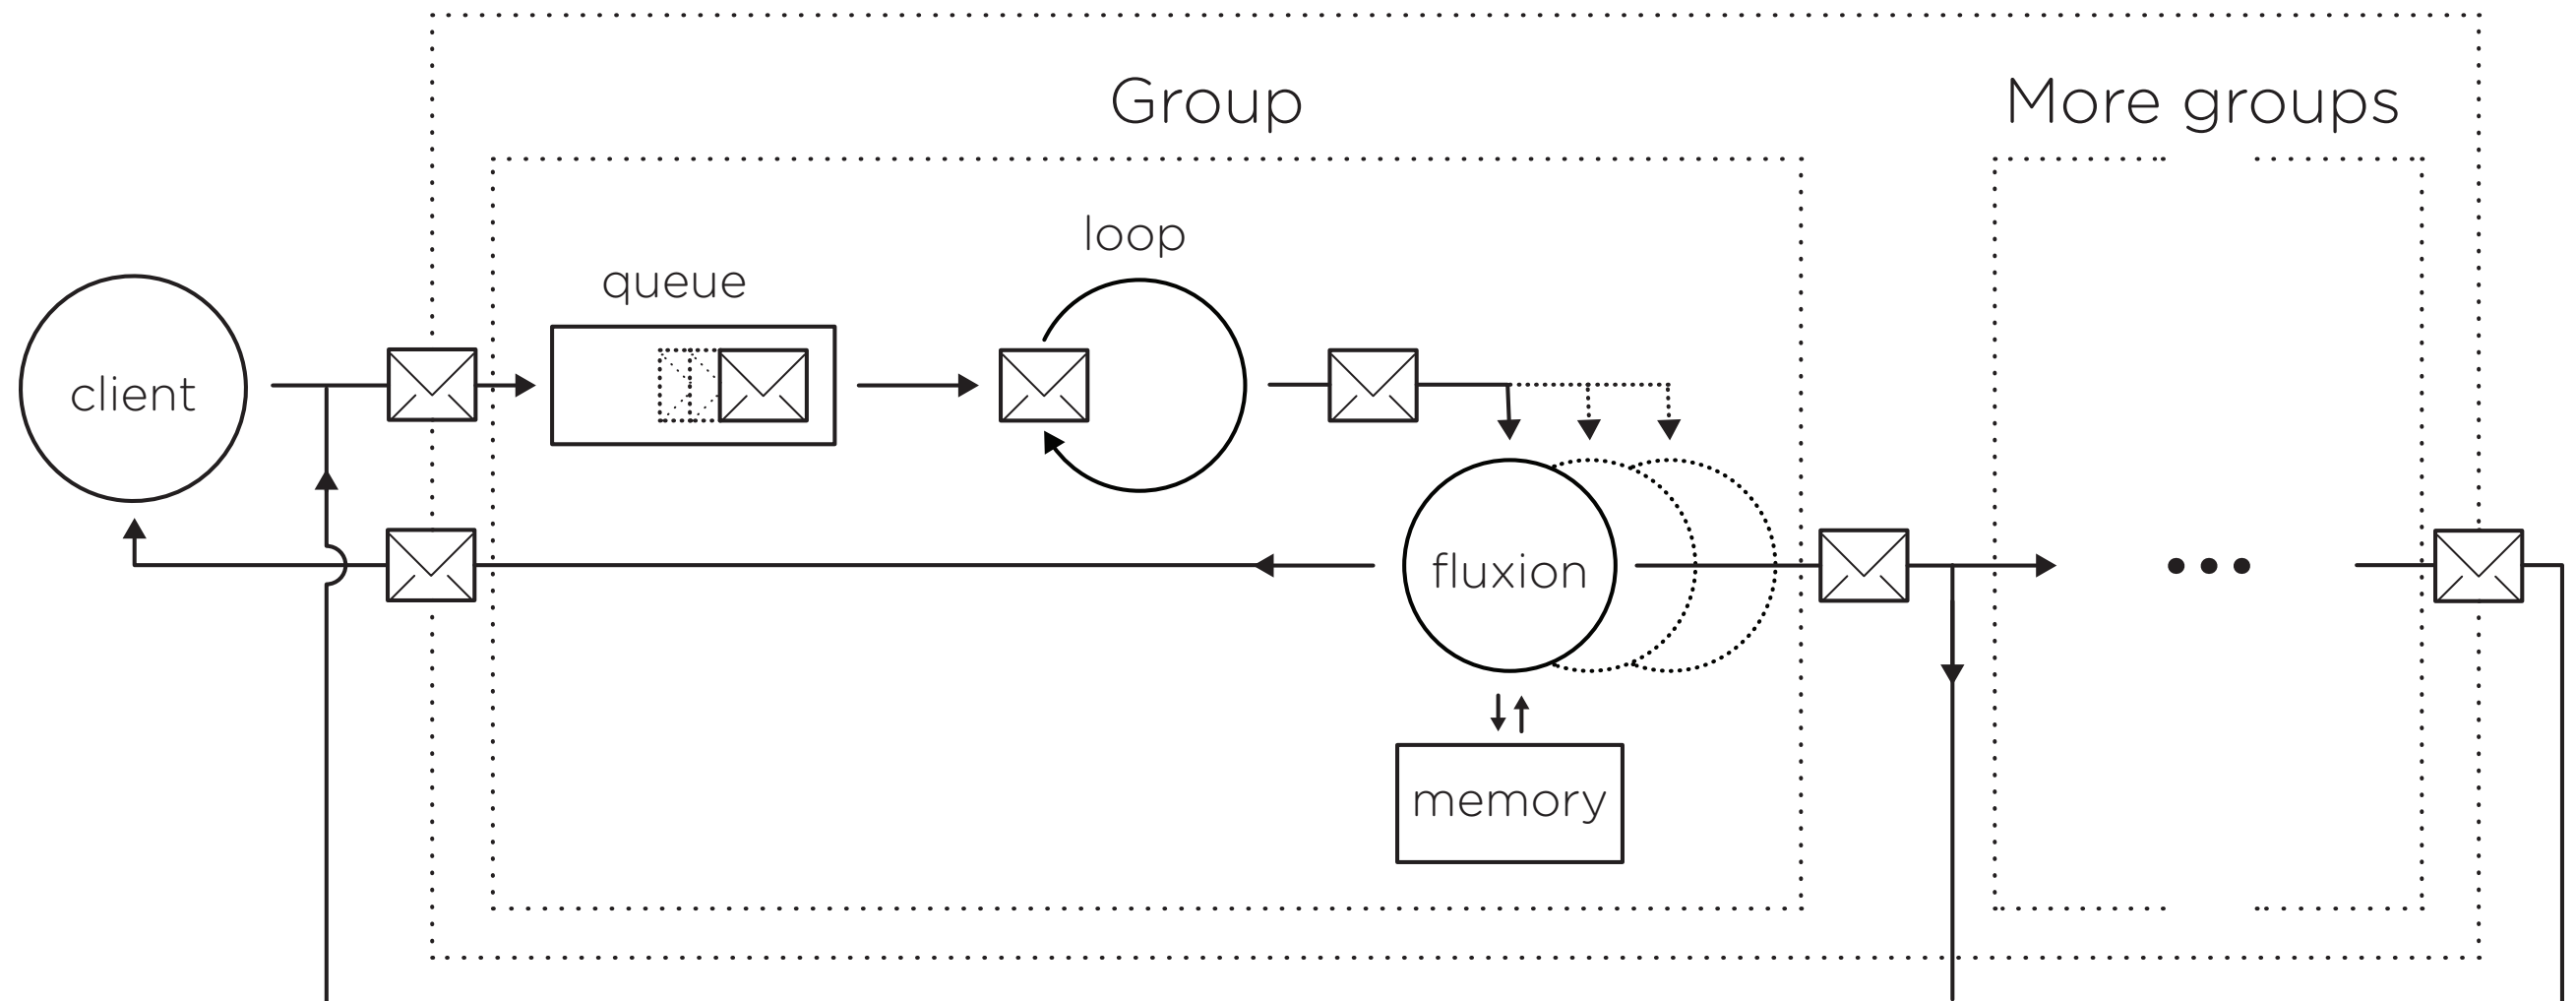 Group
More groups
loop
queue
client
fluxion
memory